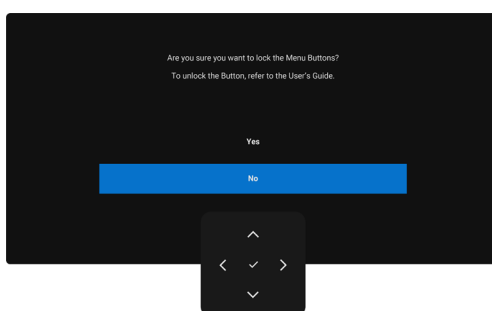 Are you sure you want to lock the Menu Buttons?
To unlock the Button, refer to the User's Guide.
Yes
No